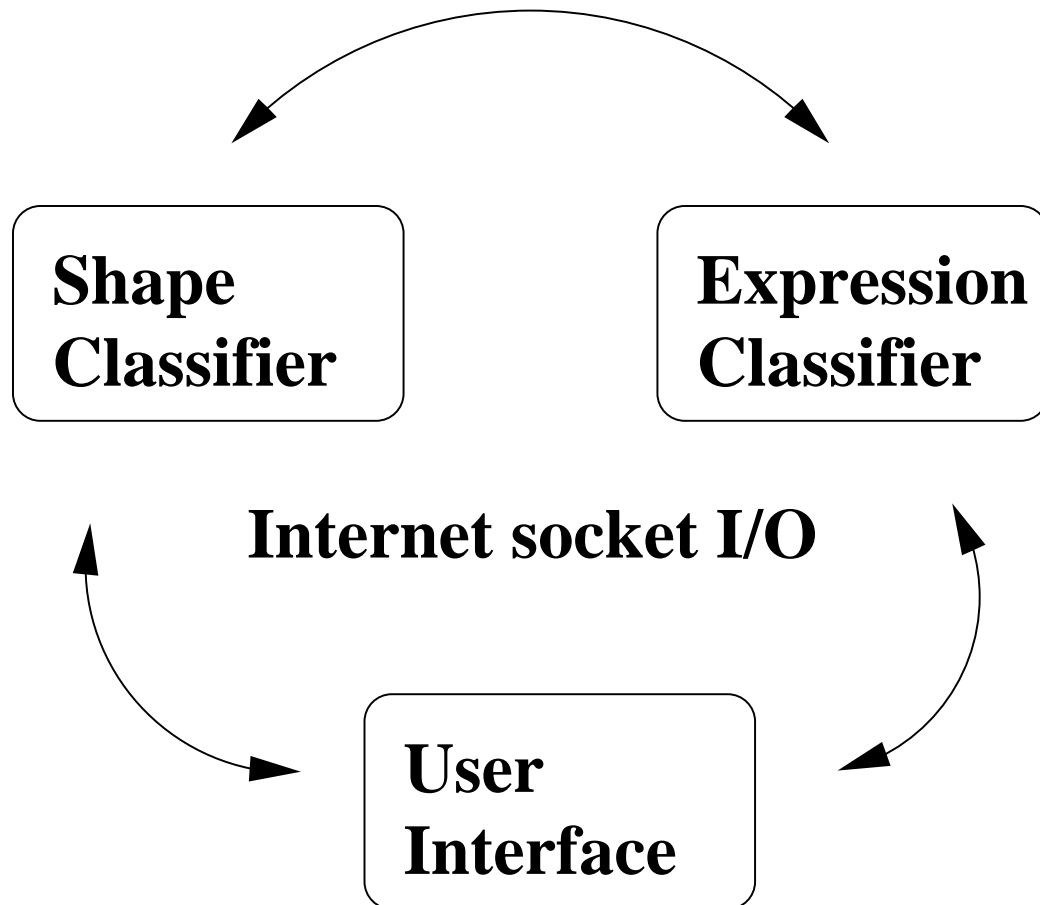 Shape
Classifier
Expression
Classifier
Internet socket I/O
User
Interface